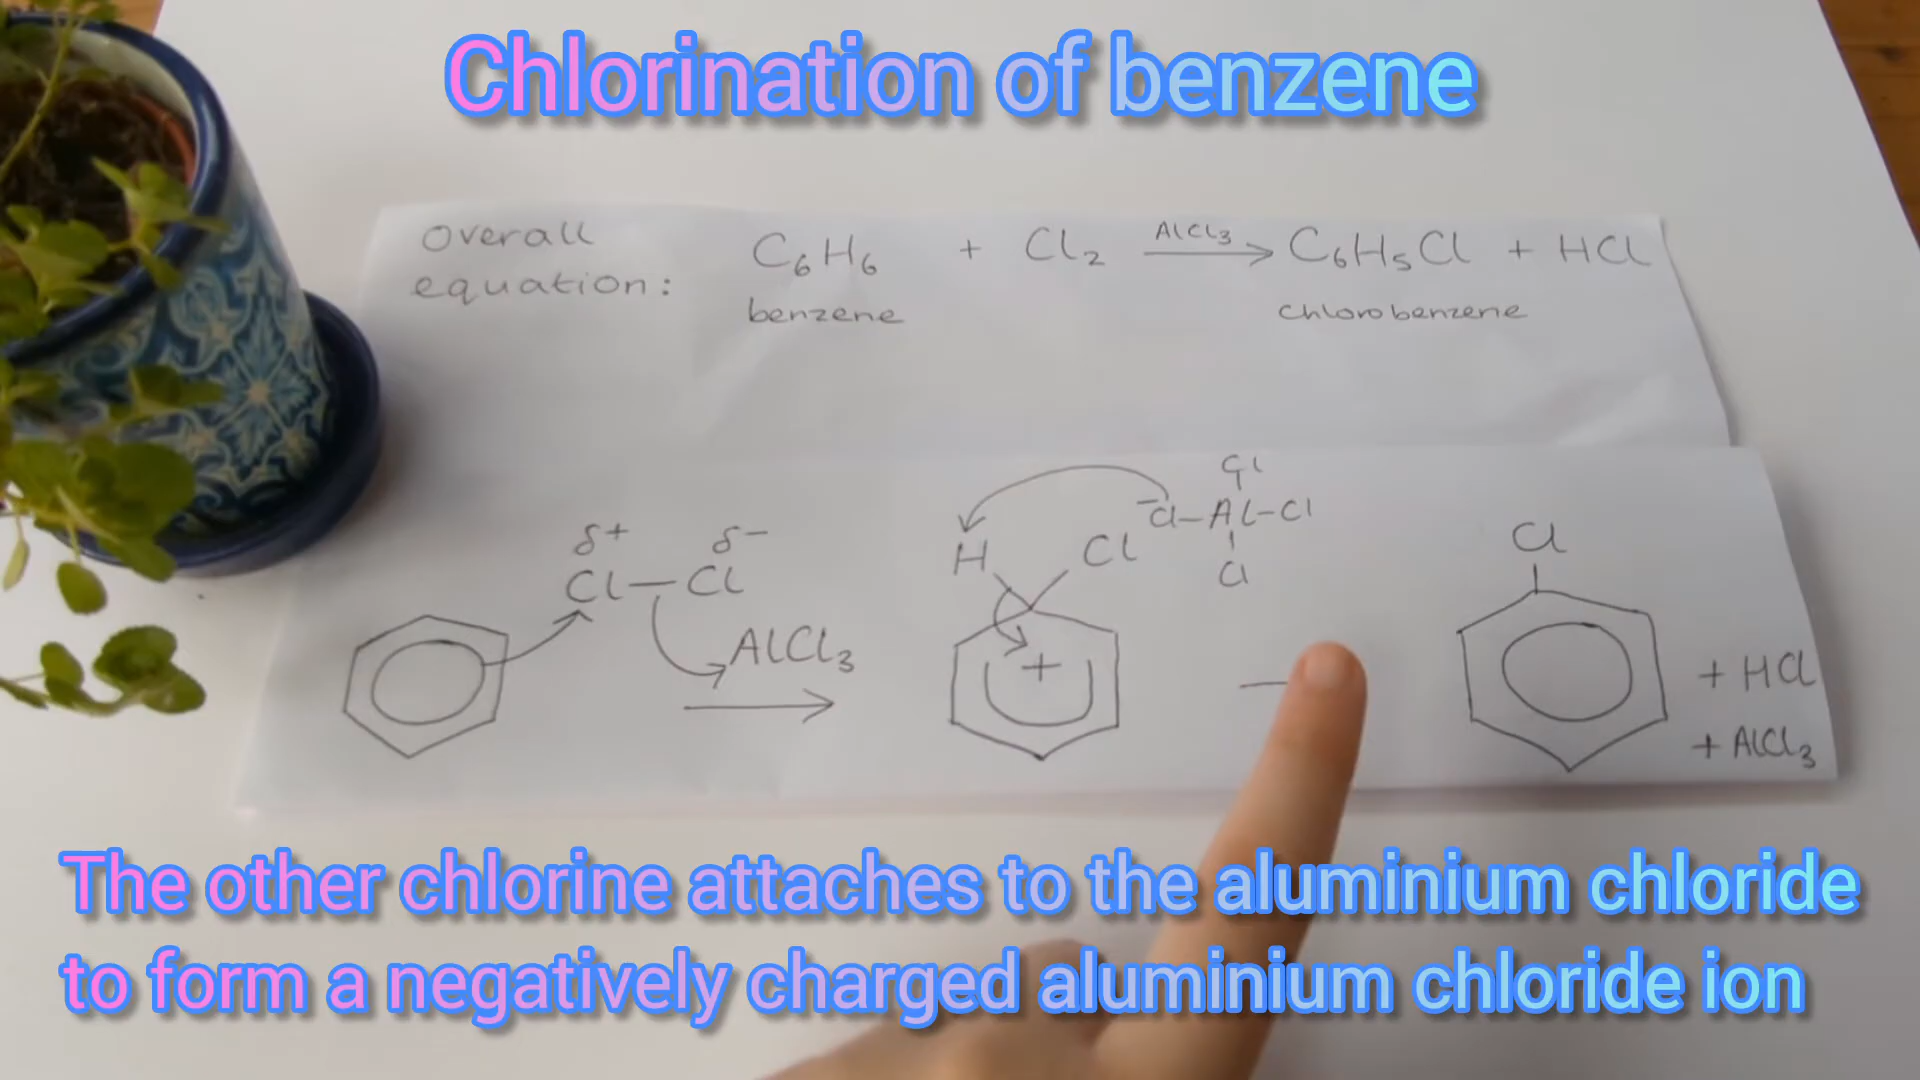 Chlorination of benzene
Overall equation:
C₆H₆ + Cl₂ AlCl₃→ C₆H₅Cl + HCl
benzene
chlorobenzene
δ+ δ−
Cl—Cl
AlCl₃
→
H Cl
⁻Cl–Al–Cl
Cl
Cl
+
Cl
+ HCl
+ AlCl₃
The other chlorine attaches to the aluminium chloride
to form a negatively charged aluminium chloride ion